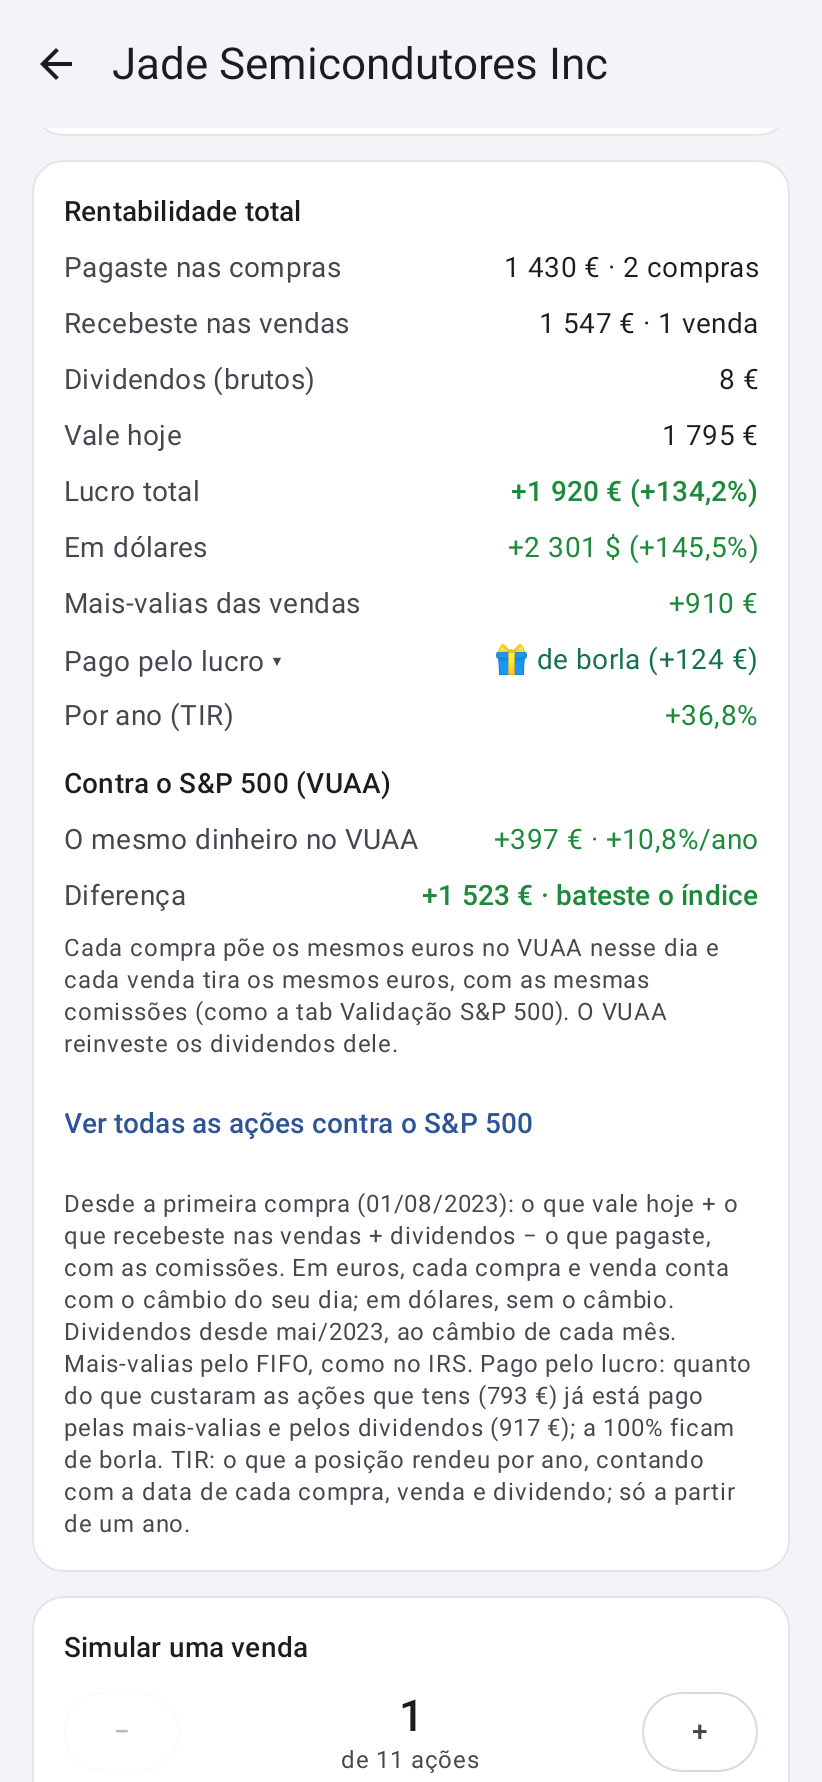 Jade Semicondutores Inc
Rentabilidade total
Pagaste nas compras 1 430 € · 2 compras
Recebeste nas vendas 1 547 € · 1 venda
Dividendos (brutos) 8 €
Vale hoje 1 795 €
Lucro total +1 920 € (+134,2%)
Em dólares +2 301 $ (+145,5%)
Mais-valias das vendas +910 €
Pago pelo lucro ▾ 🎁 de borla (+124 €)
Por ano (TIR) +36,8%
Contra o S&P 500 (VUAA)
O mesmo dinheiro no VUAA +397 € · +10,8%/ano
Diferença +1 523 € · bateste o índice
Cada compra põe os mesmos euros no VUAA nesse dia e
cada venda tira os mesmos euros, com as mesmas
comissões (como a tab Validação S&P 500). O VUAA
reinveste os dividendos dele.
Ver todas as ações contra o S&P 500
Desde a primeira compra (01/08/2023): o que vale hoje + o
que recebeste nas vendas + dividendos − o que pagaste,
com as comissões. Em euros, cada compra e venda conta
com o câmbio do seu dia; em dólares, sem o câmbio.
Dividendos desde mai/2023, ao câmbio de cada mês.
Mais-valias pelo FIFO, como no IRS. Pago pelo lucro: quanto
do que custaram as ações que tens (793 €) já está pago
pelas mais-valias e pelos dividendos (917 €); a 100% ficam
de borla. TIR: o que a posição rendeu por ano, contando
com a data de cada compra, venda e dividendo; só a partir
de um ano.
Simular uma venda
− 1 +
de 11 ações